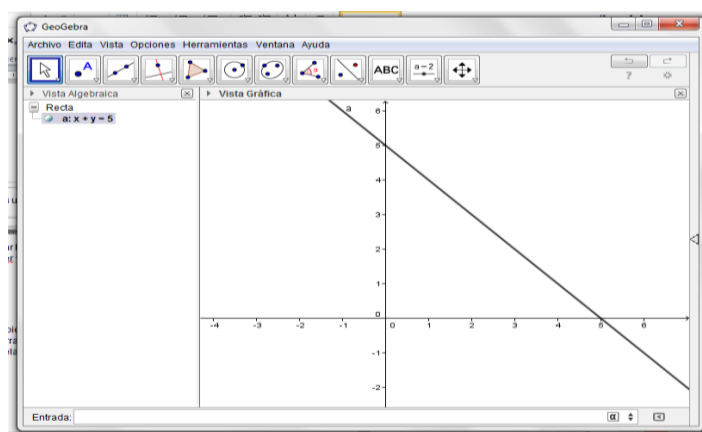 GeoGebra
Archivo Edita Vista Opciones Herramientas Ventana Ayuda
A
α
ABC
a=2
?
Vista Algebraica
Vista Gráfica
Recta
a: x + y = 5
a
6
5
4
3
2
1
0
-1
-2
-4 -3 -2 -1 0 1 2 3 4 5 6
Entrada:
α